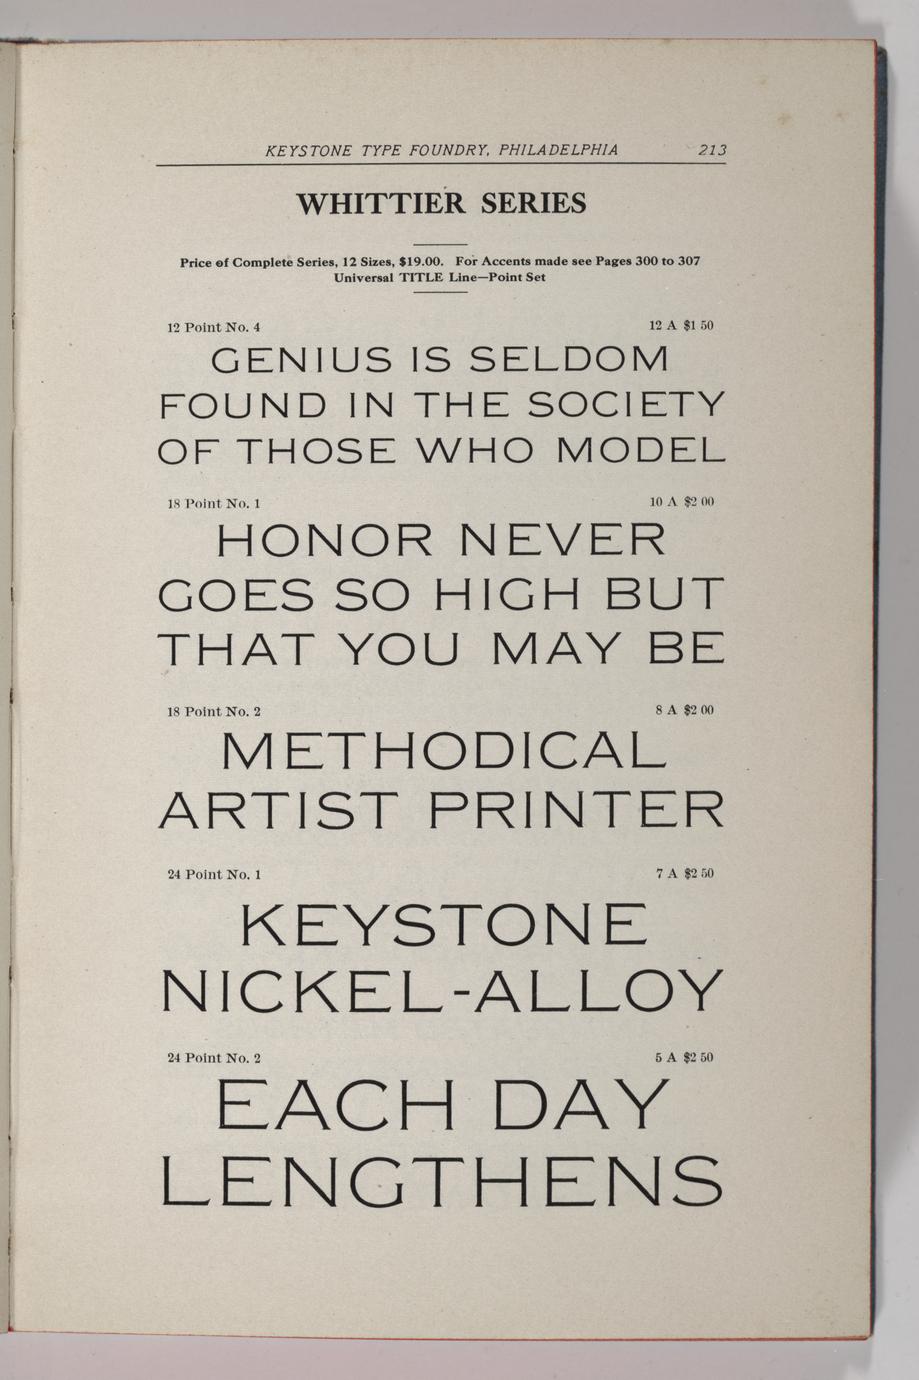 KEYSTONE TYPE FOUNDRY, PHILADELPHIA 213
WHITTIER SERIES
Price of Complete Series, 12 Sizes, $19.00. For Accents made see Pages 300 to 307
Universal TITLE Line—Point Set
12 Point No. 4 12 A $1 50
GENIUS IS SELDOM
FOUND IN THE SOCIETY
OF THOSE WHO MODEL
18 Point No. 1 10 A $2 00
HONOR NEVER
GOES SO HIGH BUT
THAT YOU MAY BE
18 Point No. 2 8 A $2 00
METHODICAL
ARTIST PRINTER
24 Point No. 1 7 A $2 50
KEYSTONE
NICKEL-ALLOY
24 Point No. 2 5 A $2 50
EACH DAY
LENGTHENS